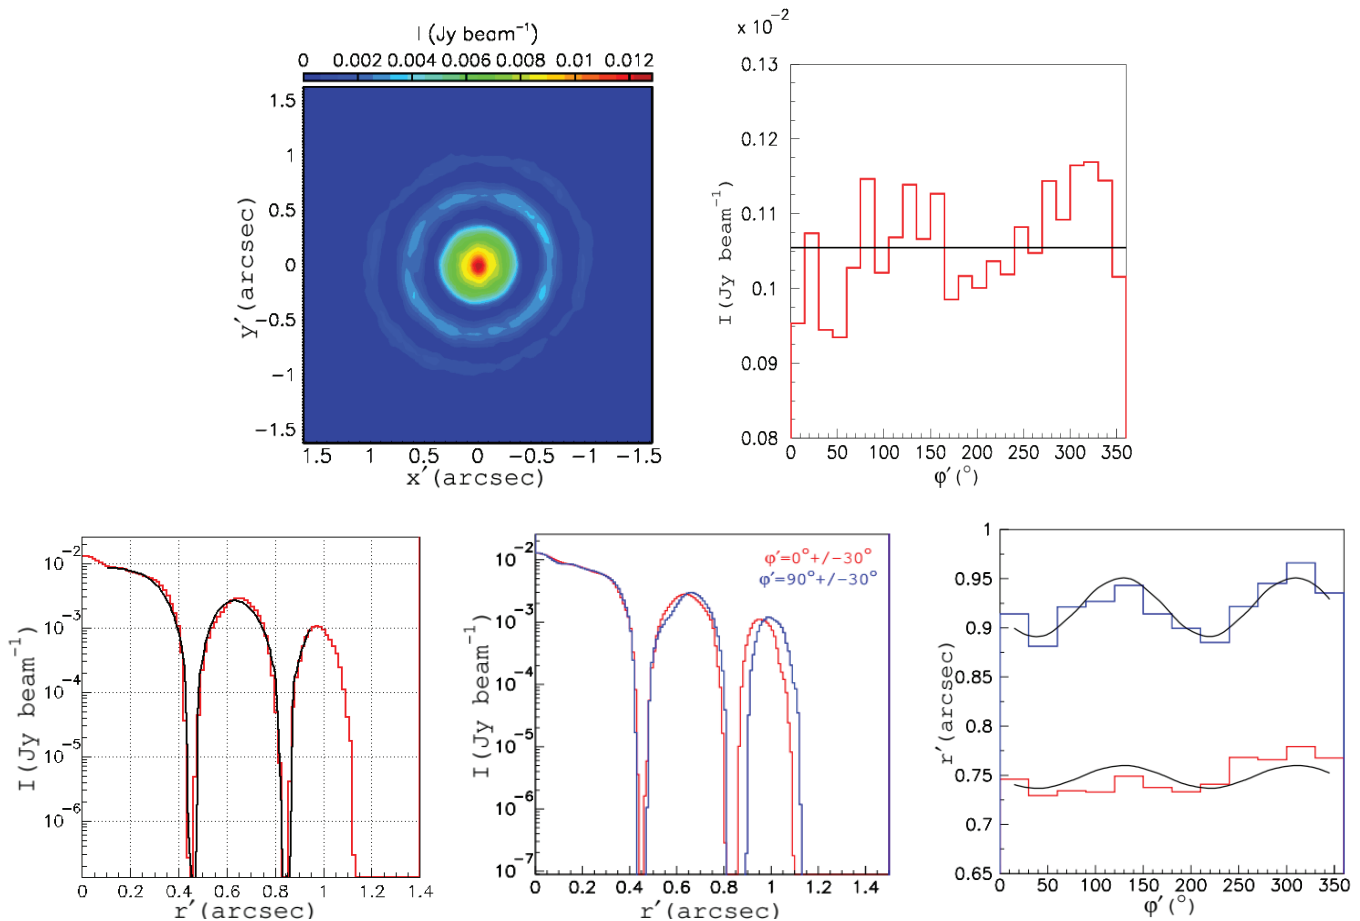 I (Jy beam⁻¹)
0 0.002 0.004 0.006 0.008 0.01 0.012
1.5
1
0.5
0
−0.5
−1
−1.5
y′(arcsec)
1.5 1 0.5 0 -0.5 -1 -1.5
x′(arcsec)
x 10⁻²
0.13
0.12
0.11
0.1
0.09
0.08
I (Jy beam⁻¹)
0 50 100 150 200 250 300 350
φ′(°)
10⁻²
10⁻³
10⁻⁴
10⁻⁵
10⁻⁶
I (Jy beam⁻¹)
0 0.2 0.4 0.6 0.8 1 1.2 1.4
r′(arcsec)
φ′=0°+/−30°
φ′=90°+/−30°
10⁻²
10⁻³
10⁻⁴
10⁻⁵
10⁻⁶
10⁻⁷
I (Jy beam⁻¹)
0 0.2 0.4 0.6 0.8 1 1.2 1.4
r′(arcsec)
1
0.95
0.9
0.85
0.8
0.75
0.7
0.65
r′(arcsec)
0 50 100 150 200 250 300 350
φ′(°)